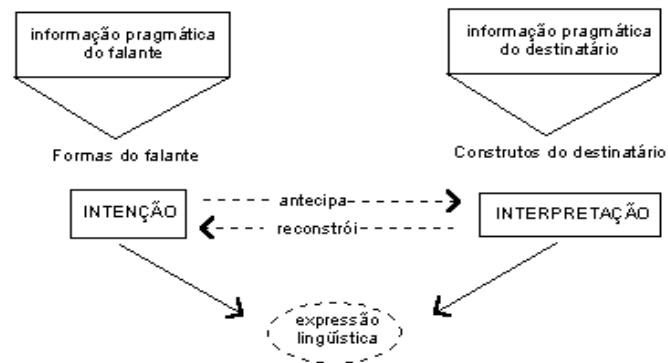 informação pragmática
do falante
informação pragmática
do destinatário
Formas do falante
Construtos do destinatário
INTENÇÃO
antecipa
reconstrói
INTERPRETAÇÃO
expressão
lingüística